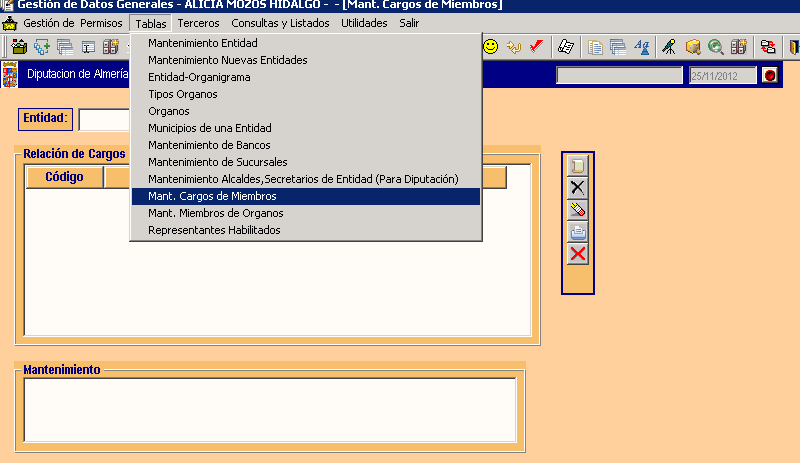 Gestión de Datos Generales - ALICIA MOZOS HIDALGO - - [Mant. Cargos de Miembros]
Gestión de Permisos Tablas Terceros Consultas y Listados Utilidades Salir
Diputacion de Almería
25/11/2012
Mantenimiento Entidad
Mantenimiento Nuevas Entidades
Entidad-Organigrama
Tipos Organos
Organos
Municipios de una Entidad
Mantenimiento de Bancos
Mantenimiento de Sucursales
Mantenimiento Alcaldes,Secretarios de Entidad (Para Diputación)
Mant. Cargos de Miembros
Mant. Miembros de Organos
Representantes Habilitados
Entidad:
Relación de Cargos
Código
Mantenimiento